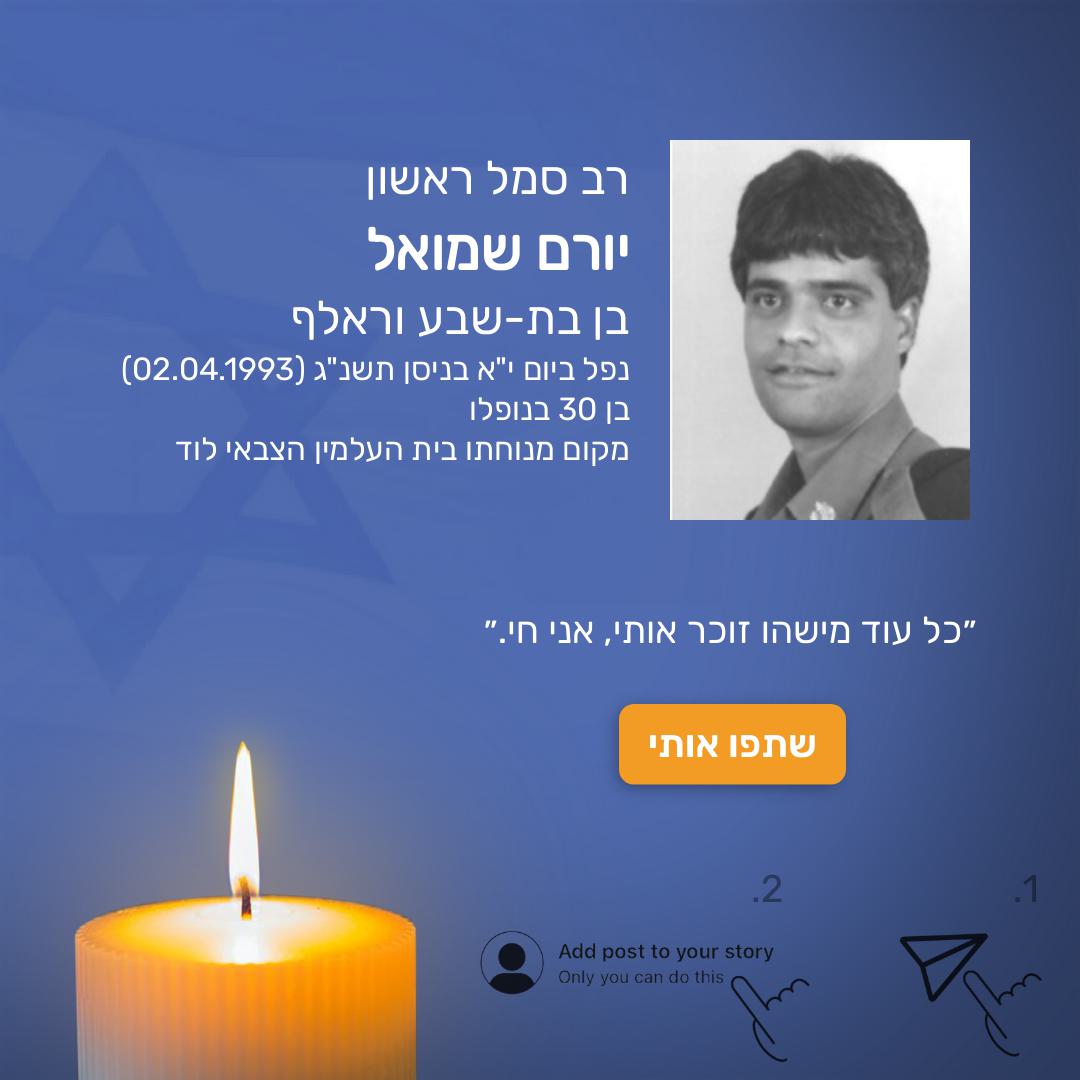 רב סמל ראשון
יורם שמואל
בן בת-שבע וראלף
נפל ביום י"א בניסן תשנ"ג (02.04.1993)
בן 30 בנופלו
מקום מנוחתו בית העלמין הצבאי לוד
״כל עוד מישהו זוכר אותי, אני חי.״
שתפו אותי
.1
.2
Add post to your story
Only you can do this